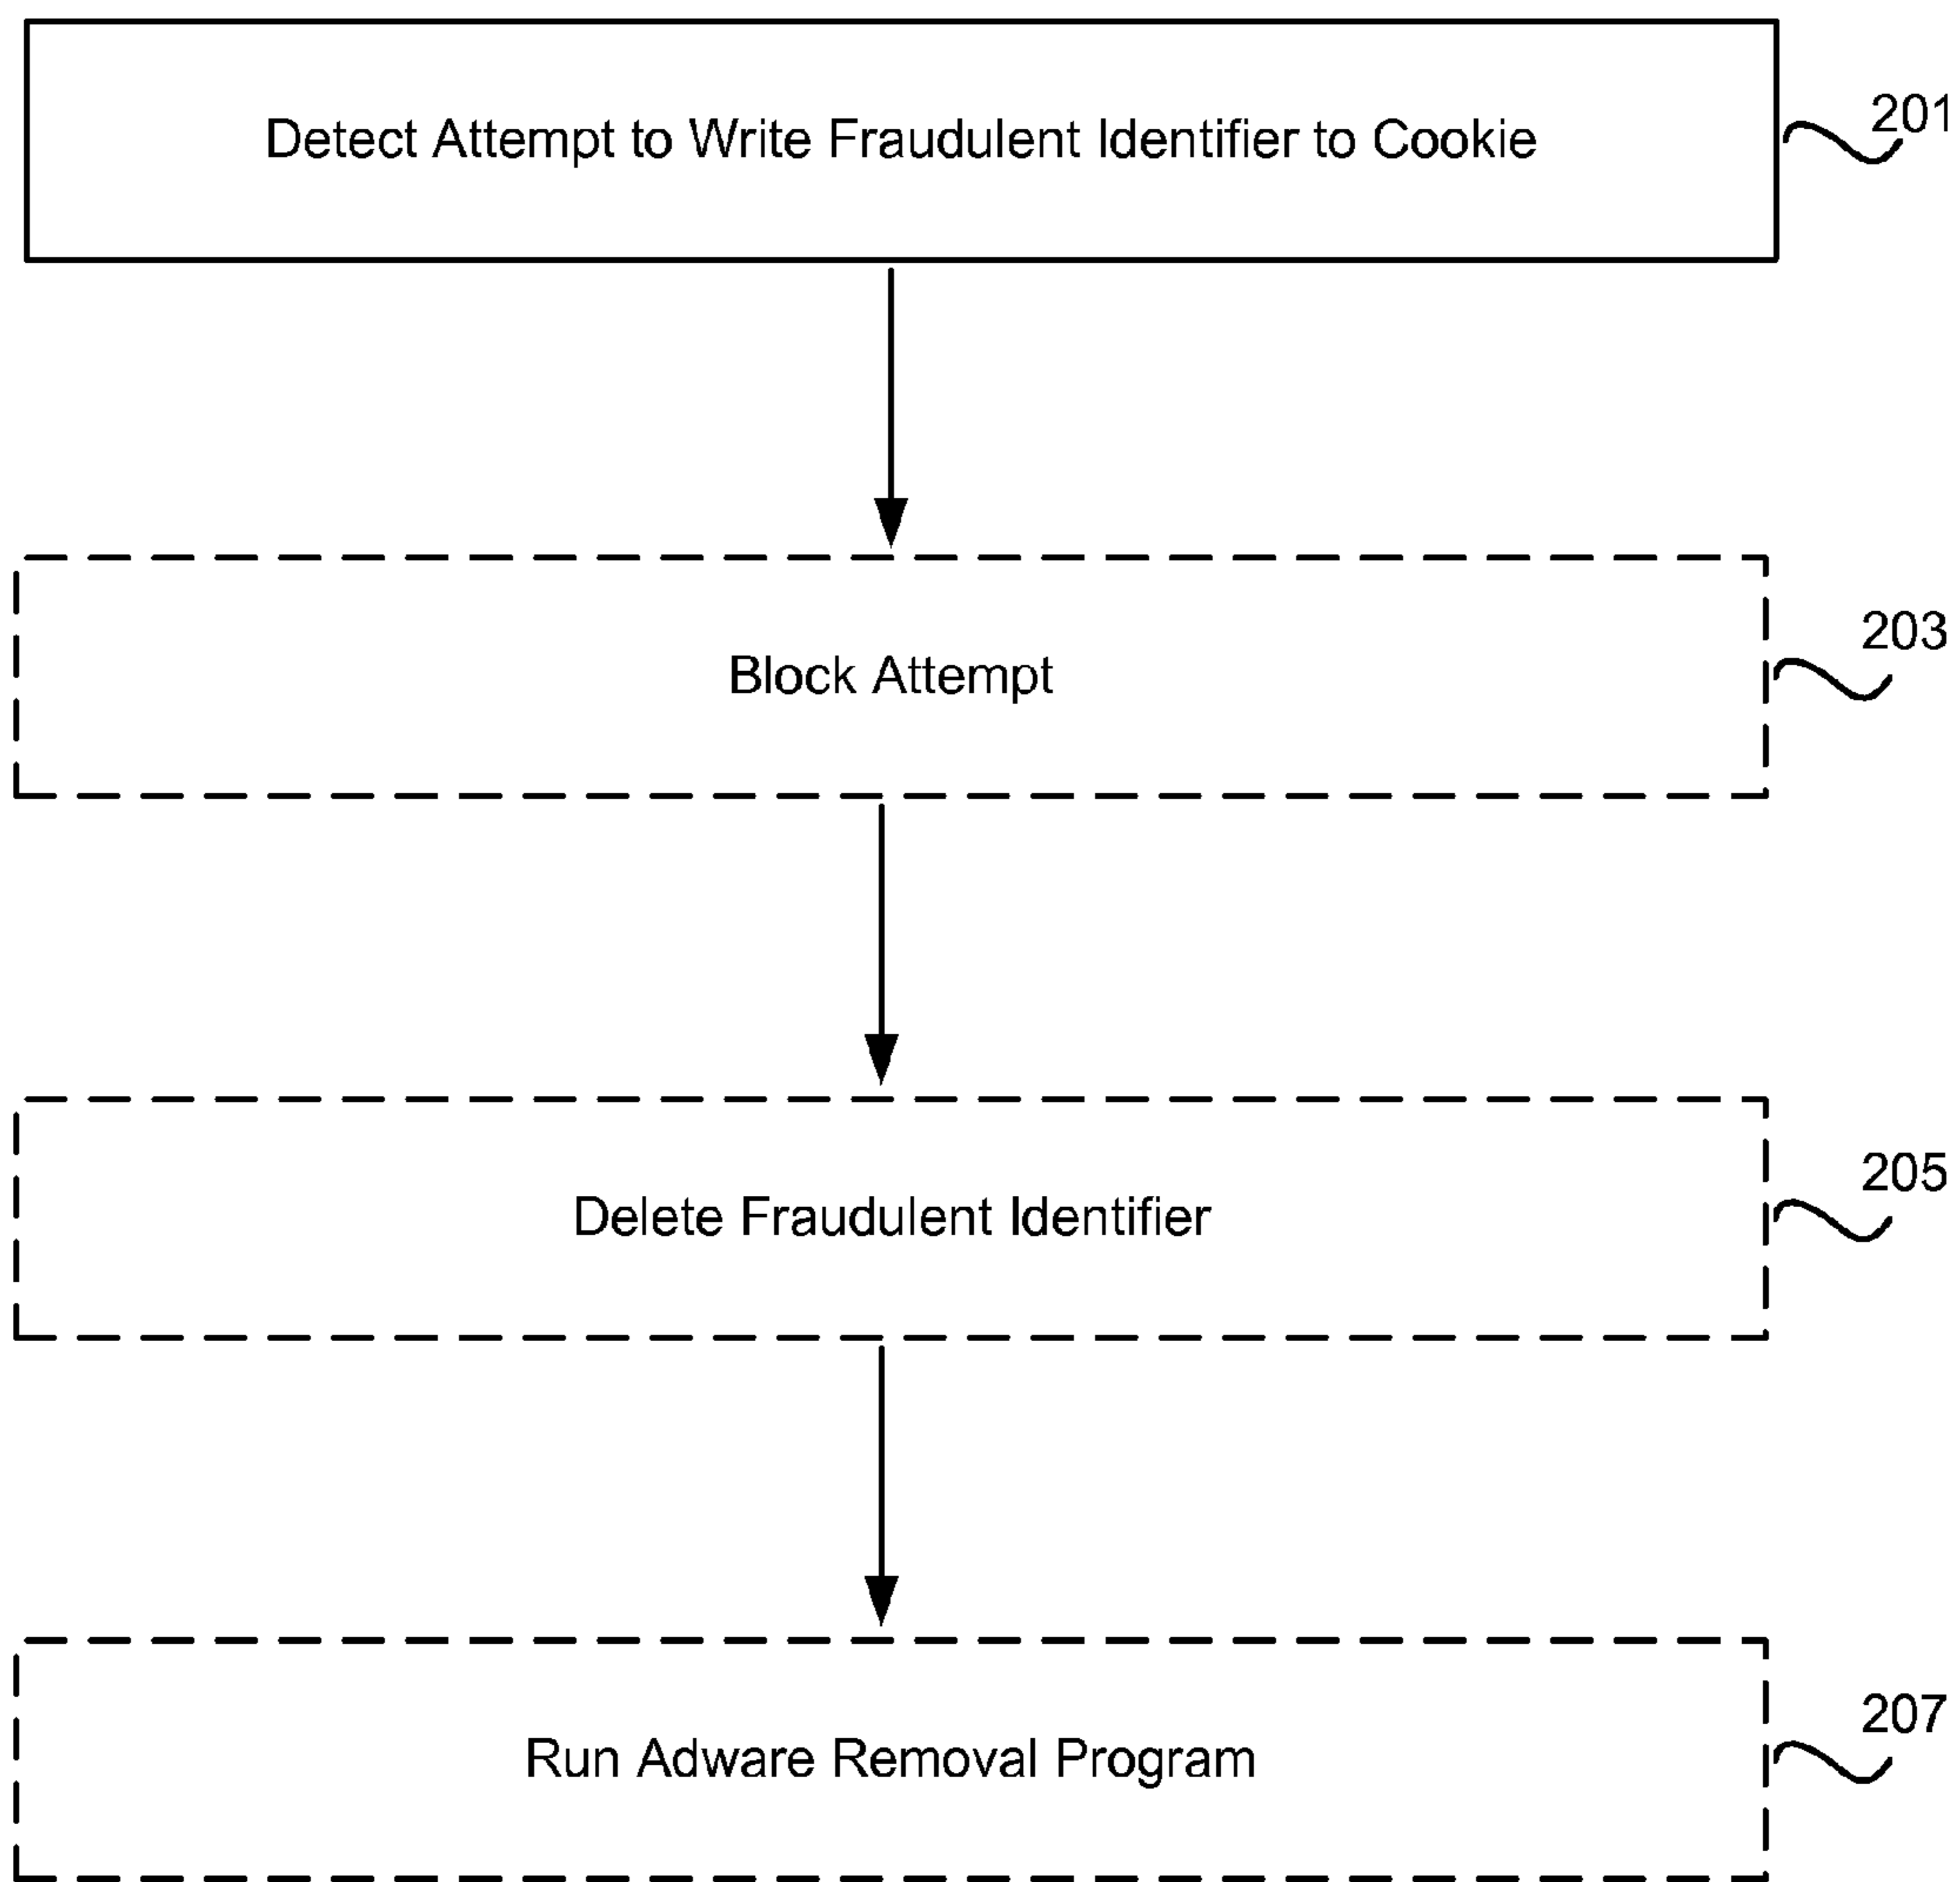 Detect Attempt to Write Fraudulent Identifier to Cookie
201
Block Attempt
203
Delete Fraudulent Identifier
205
Run Adware Removal Program
207